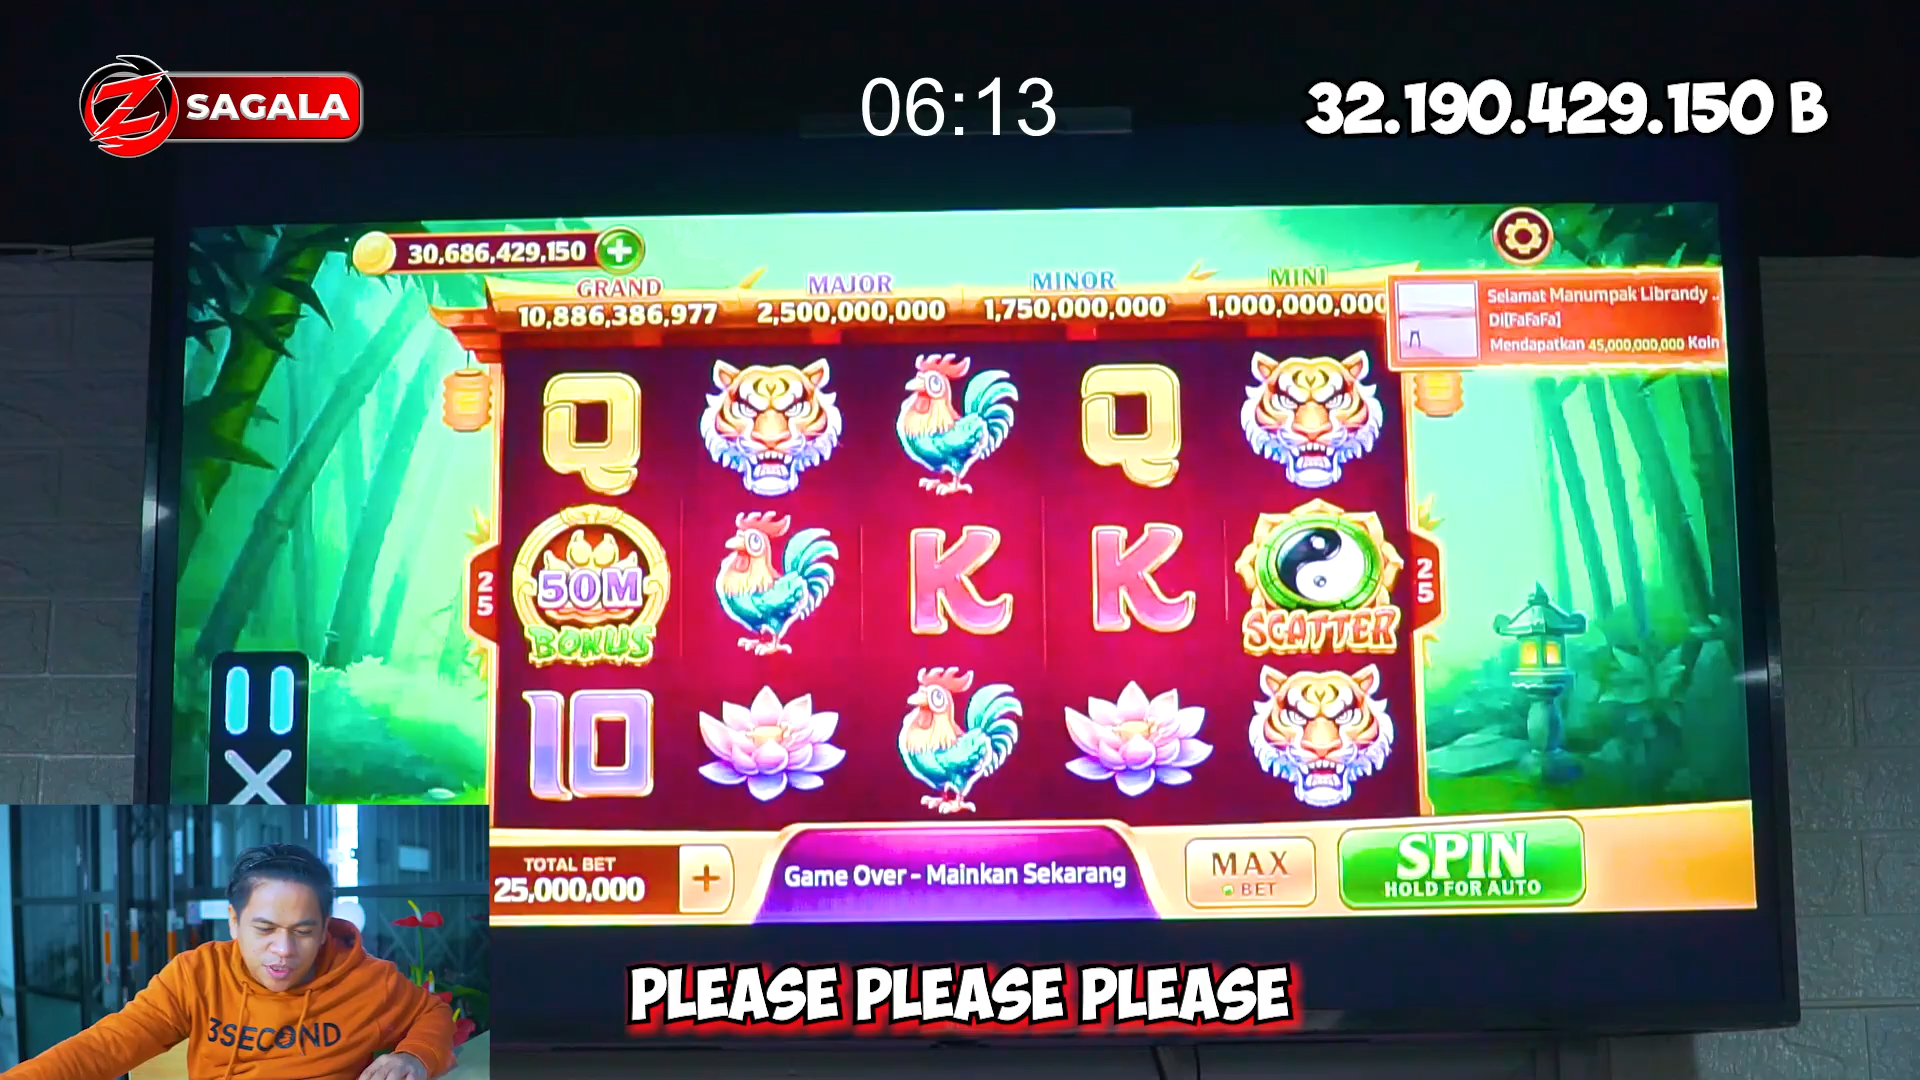 SAGALA
06:13
32.190.429.150 B
30,686,429,150
GRAND
10,886,386,977
MAJOR
2,500,000,000
MINOR
1,750,000,000
MINI
1,000,000,000
Selamat Manumpak Librandy ..
Di[FaFaFa]
Mendapatkan 45,000,000,000 Koin
Q
Q
50M
BONUS
K
K
SCATTER
25
25
10
TOTAL BET
25,000,000
+
Game Over - Mainkan Sekarang
MAX
BET
SPIN
HOLD FOR AUTO
3SECOND
PLEASE PLEASE PLEASE